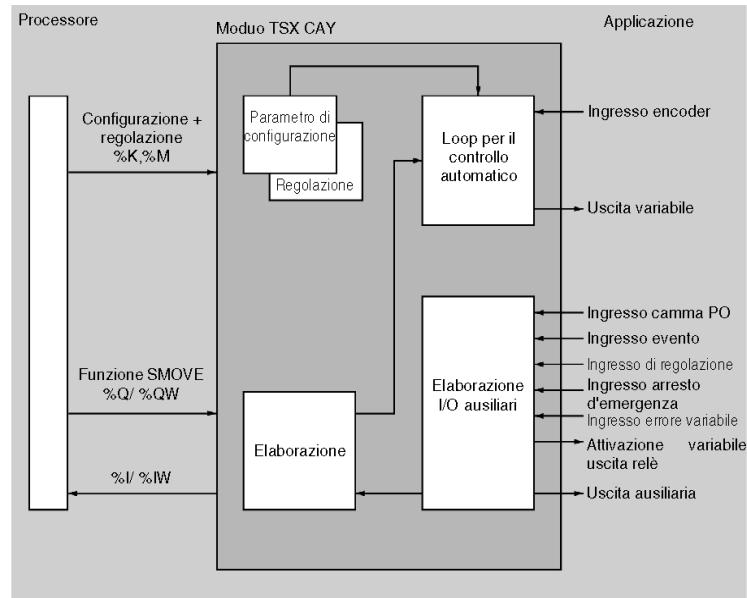 Processore
Moduo TSX CAY
Applicazione
Configurazione +
regolazione
%K,%M
Parametro di
configurazione
Regolazione
Loop per il
controllo
automatico
Ingresso encoder
Uscita variabile
Funzione SMOVE
%Q/ %QW
%I/ %IW
Elaborazione
Elaborazione
I/O ausiliari
Ingresso camma PO
Ingresso evento
Ingresso di regolazione
Ingresso arresto
d'emergenza
Ingresso errore variabile
Attivazione variabile
uscita relè
Uscita ausiliaria